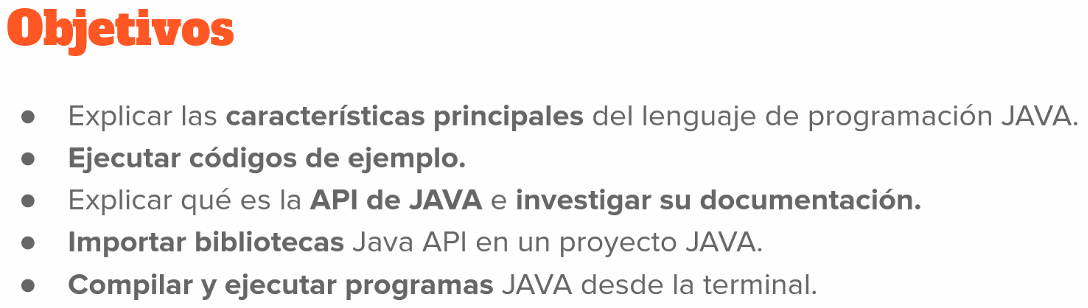 Objetivos
● Explicar las características principales del lenguaje de programación JAVA.
● Ejecutar códigos de ejemplo.
● Explicar qué es la API de JAVA e investigar su documentación.
● Importar bibliotecas Java API en un proyecto JAVA.
● Compilar y ejecutar programas JAVA desde la terminal.